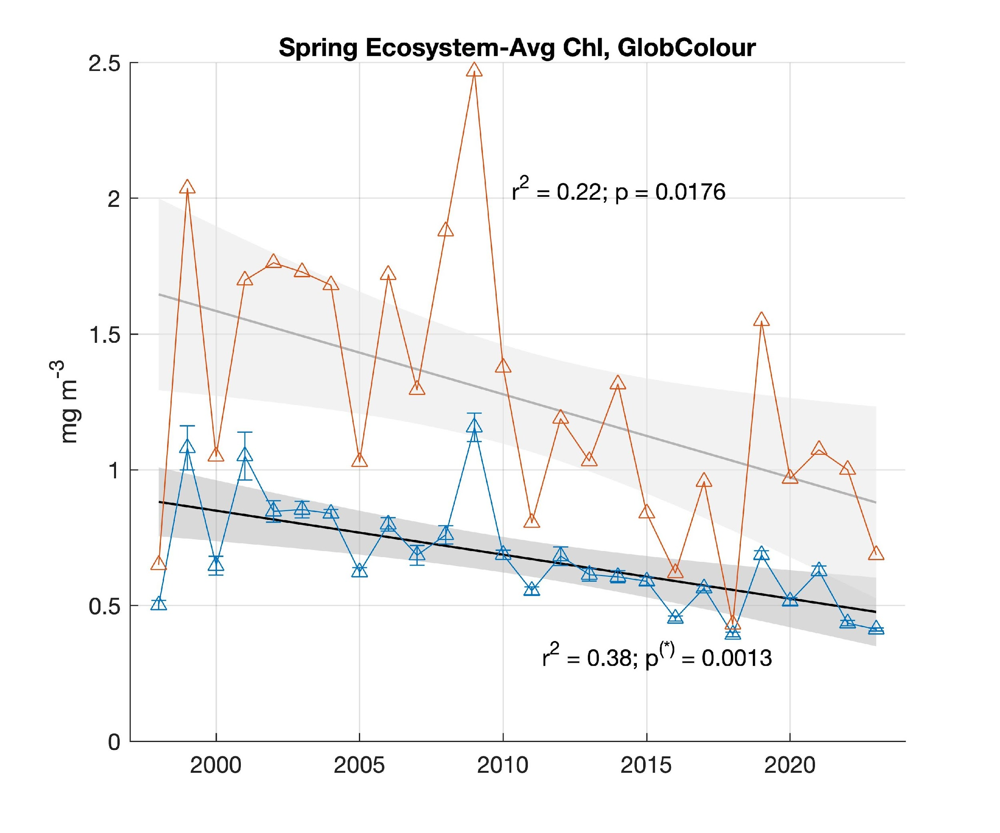 Spring Ecosystem-Avg Chl, GlobColour
2.5
2
1.5
1
0.5
0
mg m⁻³
r² = 0.22; p = 0.0176
r² = 0.38; p⁽*⁾ = 0.0013
2000 2005 2010 2015 2020